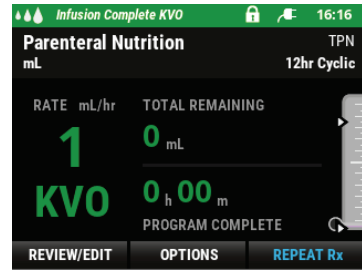 Infusion Complete KVO 16:16
Parenteral Nutrition TPN
mL 12hr Cyclic
RATE mL/hr TOTAL REMAINING
1 0 mL
KVO 0 h 00 m
PROGRAM COMPLETE
REVIEW/EDIT OPTIONS REPEAT Rx